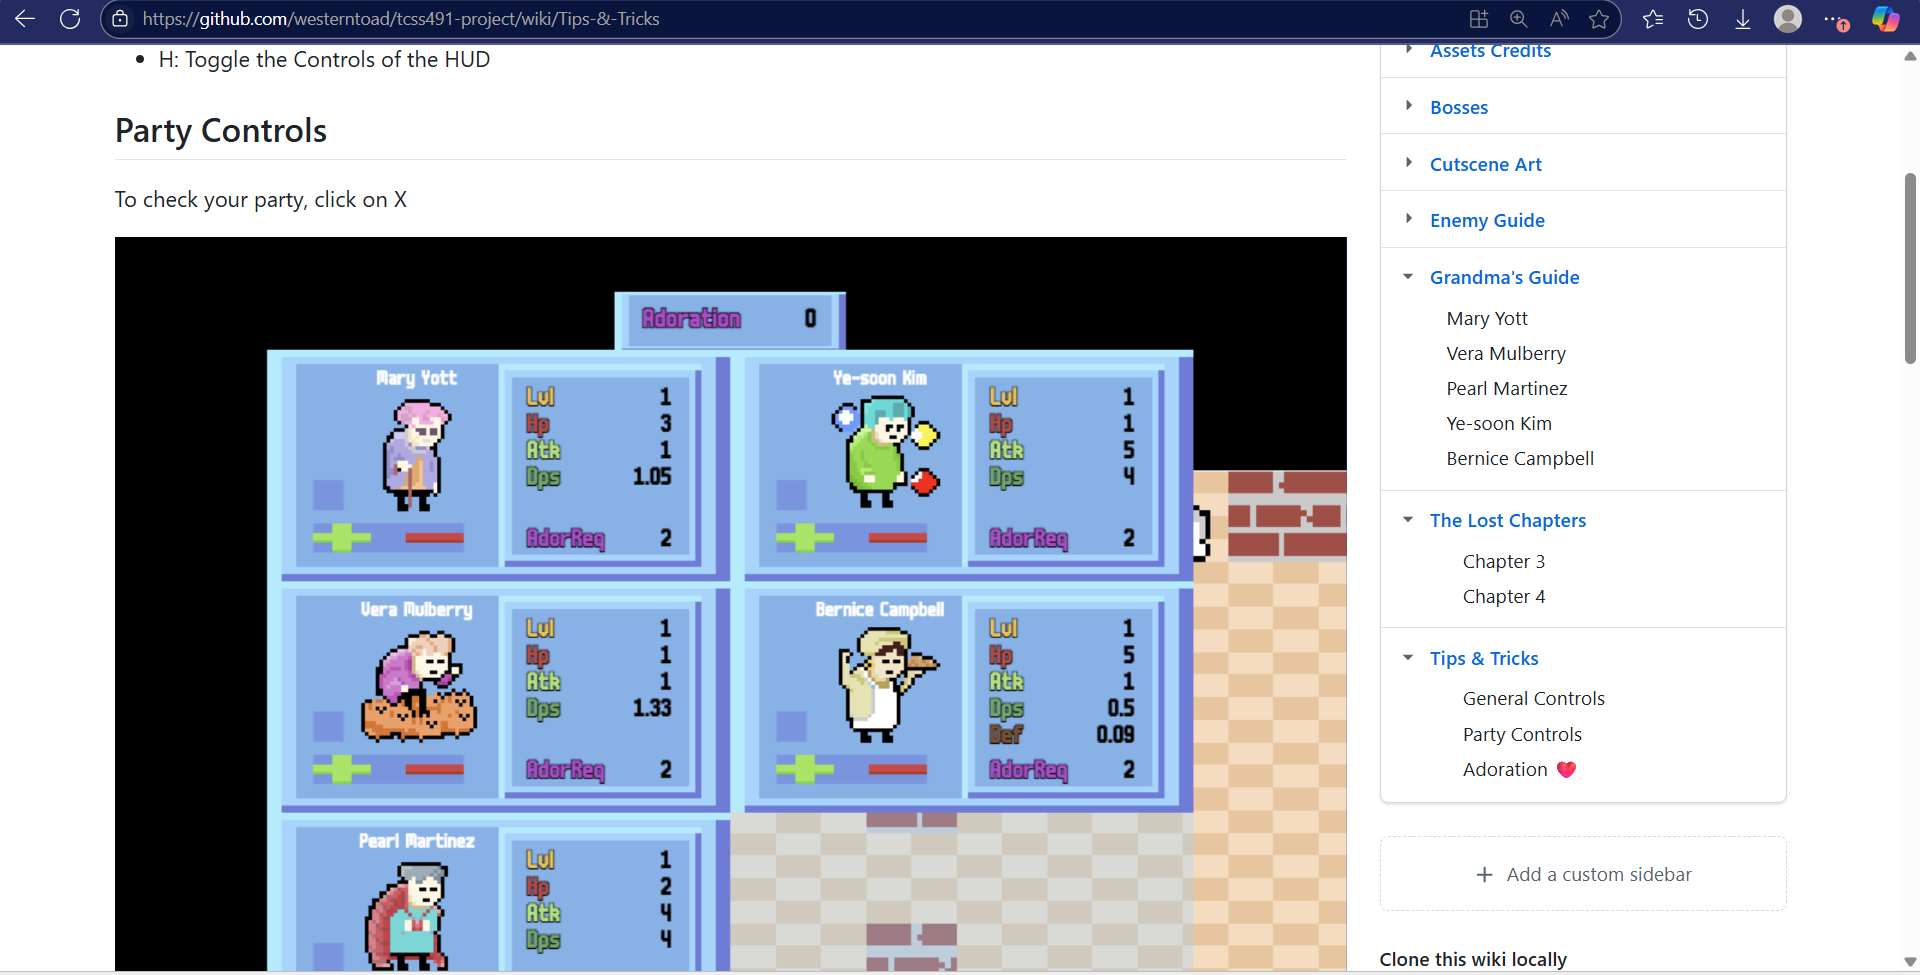 https://github.com/westerntoad/tcss491-project/wiki/Tips-&-Tricks
H: Toggle the Controls of the HUD
Party Controls
To check your party, click on X
Adoration 0
Mary Yott
Lvl 1
Hp 3
Atk 1
Dps 1.05
AdorReq 2
Ye-soon Kim
Lvl 1
Hp 1
Atk 5
Dps 4
AdorReq 2
Vera Mulberry
Lvl 1
Hp 1
Atk 1
Dps 1.33
AdorReq 2
Bernice Campbell
Lvl 1
Hp 5
Atk 1
Dps 0.5
Def 0.09
AdorReq 2
Pearl Martinez
Lvl 1
Hp 2
Atk 4
Dps 4
Assets Credits
Bosses
Cutscene Art
Enemy Guide
Grandma's Guide
Mary Yott
Vera Mulberry
Pearl Martinez
Ye-soon Kim
Bernice Campbell
The Lost Chapters
Chapter 3
Chapter 4
Tips & Tricks
General Controls
Party Controls
Adoration ❤️
+ Add a custom sidebar
Clone this wiki locally